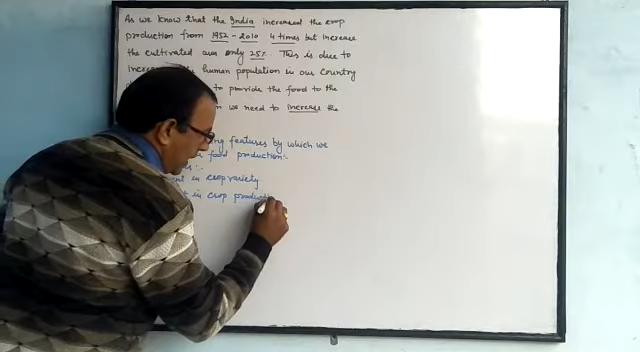 As we know that the India increased the crop
production from 1952 - 2010 4 times but increase
the cultivated area only 25%. This is due to
human population in our country
to provide the food to the
we need to increase the
features by which we
food production:-
in crop variety
in crop